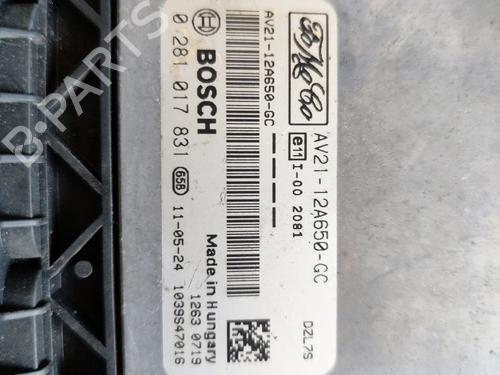 FoMoCo
AV21-12A650-GC
e11 I-00 2081
DZL7S
AV21-12A650-GC
BOSCH
Made in Hungary
1263 0719
0 281 017 831
658
11-05-24
1039S47016
B-PARTS